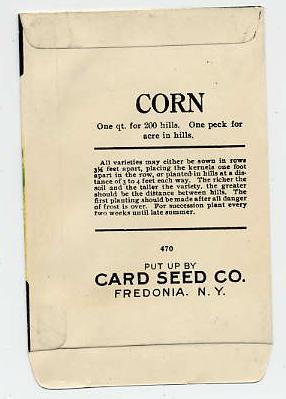 CORN
One qt. for 200 hills. One peck for
acre in hills.
All varieties may either be sown in rows
3½ feet apart, placing the kernels one foot
apart in the row, or planted in hills at a dis-
tance of 3 to 4 feet each way. The richer the
soil and the taller the variety, the greater
should be the distance between hills. The
first planting should be made after all danger
of frost is over. For succession plant every
two weeks until late summer.
470
PUT UP BY
CARD SEED CO.
FREDONIA. N. Y.